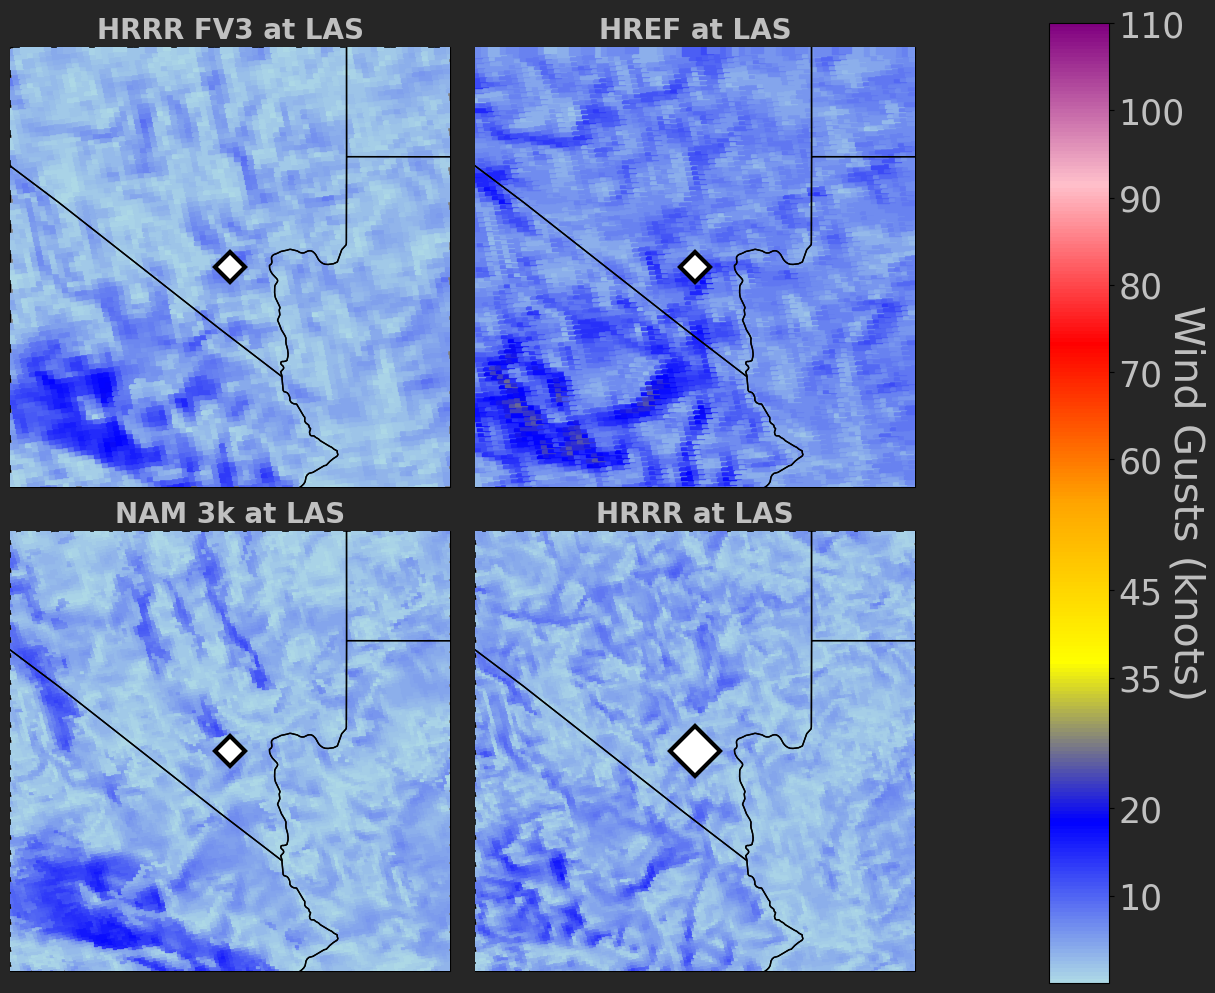 HRRR FV3 at LAS
HREF at LAS
NAM 3k at LAS
HRRR at LAS
110
100
90
80
70
60
45
35
20
10
Wind Gusts (knots)